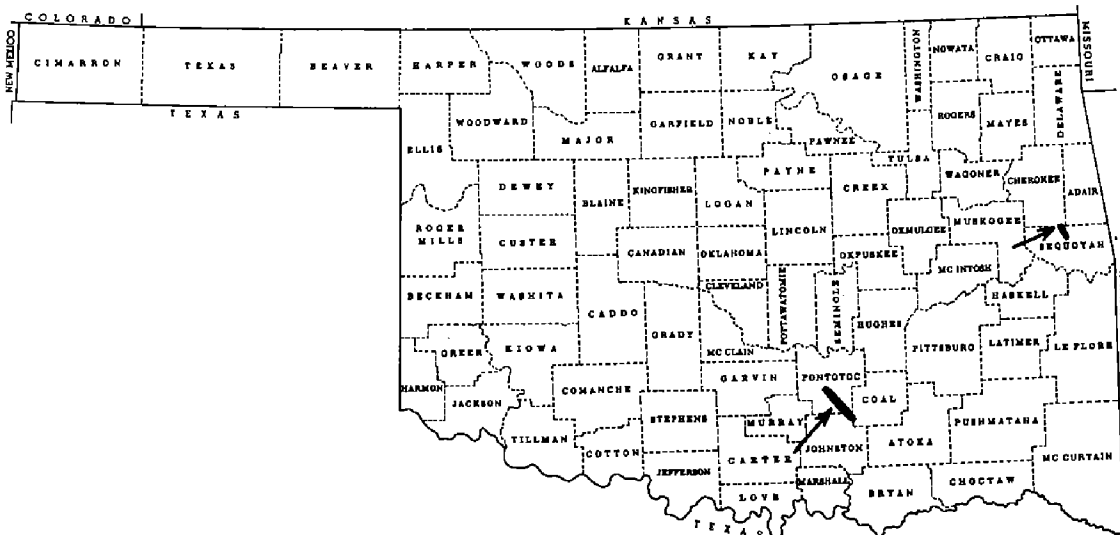 COLORADO
KANSAS
NEW MEXICO
MISSOURI
CIMARRON
TEXAS
BEAVER
HARPER
WOODS
ALFALFA
GRANT
KAY
OSAGE
WASHINGTON
NOWATA
CRAIG
OTTAWA
DELAWARE
TEXAS
ELLIS
WOODWARD
MAJOR
GARFIELD
NOBLE
PAWNEE
ROGERS
MAYES
TULSA
DEWEY
BLAINE
KINGFISHER
LOGAN
PAYNE
CREEK
WAGONER
CHEROKEE
ADAIR
ROGER
MILLS
CUSTER
CANADIAN
OKLAHOMA
LINCOLN
OKMULGEE
MUSKOGEE
SEQUOYAH
OKFUSKEE
MC INTOSH
BECKHAM
WASHITA
CADDO
GRADY
CLEVELAND
POTTAWATOMIE
SEMINOLE
HUGHES
HASKELL
GREER
KIOWA
MC CLAIN
PITTSBURG
LATIMER
LE FLORE
HARMON
JACKSON
COMANCHE
GARVIN
PONTOTOC
COAL
TILLMAN
COTTON
STEPHENS
MURRAY
CARTER
JOHNSTON
ATOKA
PUSHMATAHA
MC CURTAIN
JEFFERSON
LOVE
MARSHALL
BRYAN
CHOCTAW
TEXAS